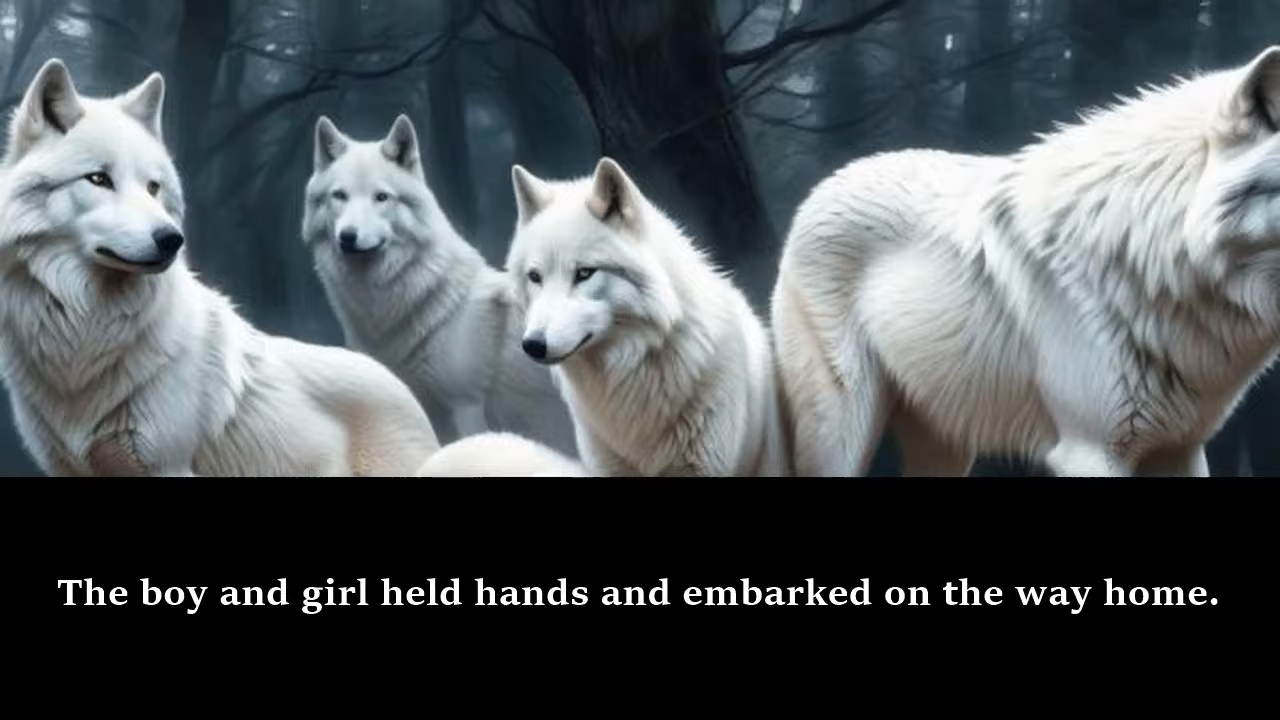 The boy and girl held hands and embarked on the way home.